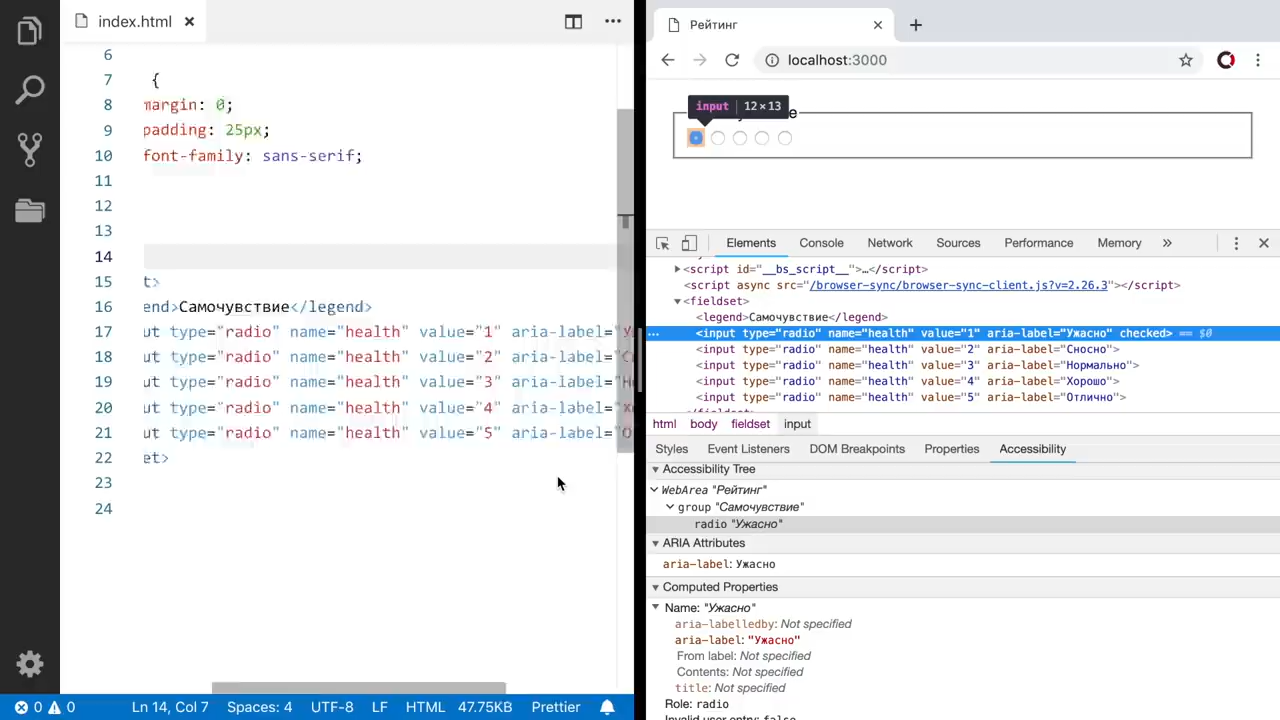 index.html
6
7 {
8 margin: 0;
9 padding: 25px;
10 font-family: sans-serif;
11
12
13
14
15 t>
16 end>Самочувствие</legend>
17 ut type="radio" name="health" value="1" aria-label="У
18 ut type="radio" name="health" value="2" aria-label="С
19 ut type="radio" name="health" value="3" aria-label="Н
20 ut type="radio" name="health" value="4" aria-label="Х
21 ut type="radio" name="health" value="5" aria-label="О
22 et>
23
24
0 0 Ln 14, Col 7 Spaces: 4 UTF-8 LF HTML 47.75KB Prettier
Рейтинг
localhost:3000
input 12×13
Elements Console Network Sources Performance Memory »
<script id="__bs_script__">…</script>
<script async src="/browser-sync/browser-sync-client.js?v=2.26.3"></script>
<fieldset>
<legend>Самочувствие</legend>
… <input type="radio" name="health" value="1" aria-label="Ужасно" checked> == $0
<input type="radio" name="health" value="2" aria-label="Сносно">
<input type="radio" name="health" value="3" aria-label="Нормально">
<input type="radio" name="health" value="4" aria-label="Хорошо">
<input type="radio" name="health" value="5" aria-label="Отлично">
</fieldset>
html body fieldset input
Styles Event Listeners DOM Breakpoints Properties Accessibility
Accessibility Tree
WebArea "Рейтинг"
group "Самочувствие"
radio "Ужасно"
ARIA Attributes
aria-label: Ужасно
Computed Properties
Name: "Ужасно"
aria-labelledby: Not specified
aria-label: "Ужасно"
From label: Not specified
Contents: Not specified
title: Not specified
Role: radio
Invalid user entry: false